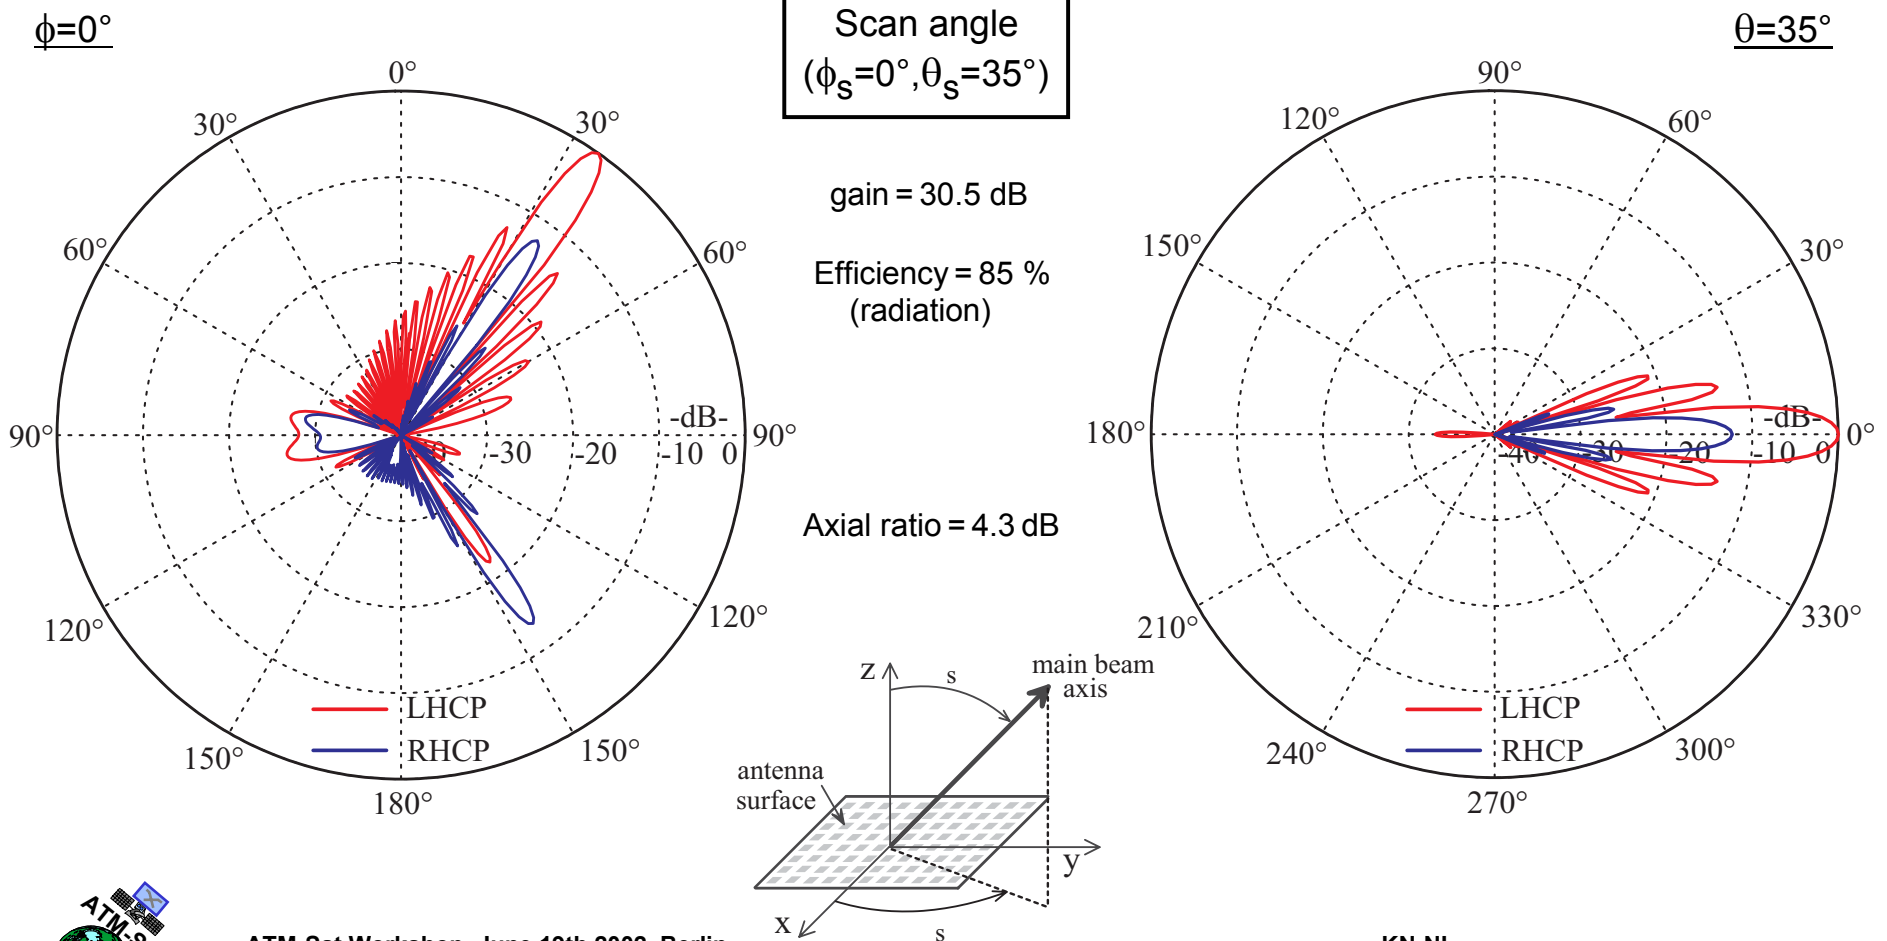 ϕ=0°
Scan angle
(ϕs=0°,θs=35°)
θ=35°
0°
30°
30°
60°
60°
90°
90°
120°
120°
150°
150°
180°
-dB-
-30
-20
-10
0
LHCP
RHCP
gain = 30.5 dB
Efficiency = 85 %
(radiation)
Axial ratio = 4.3 dB
90°
120°
60°
150°
30°
180°
0°
210°
330°
240°
300°
270°
-dB-
-40
-30
-20
-10
0
LHCP
RHCP
z
s
main beam
axis
antenna
surface
y
x
s